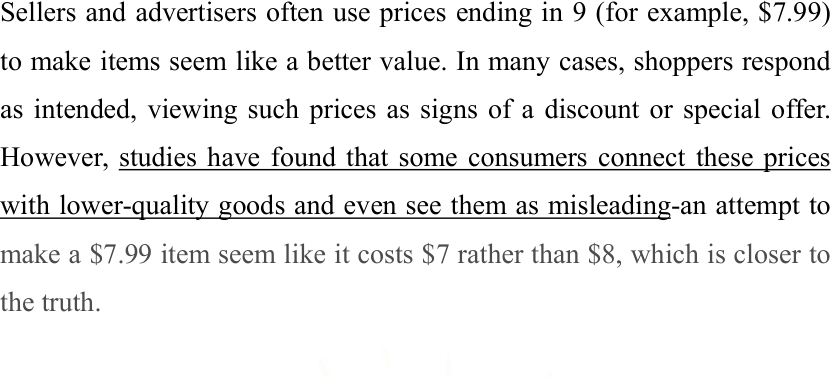 Sellers and advertisers often use prices ending in 9 (for example, $7.99)
to make items seem like a better value. In many cases, shoppers respond
as intended, viewing such prices as signs of a discount or special offer.
However, studies have found that some consumers connect these prices
with lower-quality goods and even see them as misleading-an attempt to
make a $7.99 item seem like it costs $7 rather than $8, which is closer to
the truth.